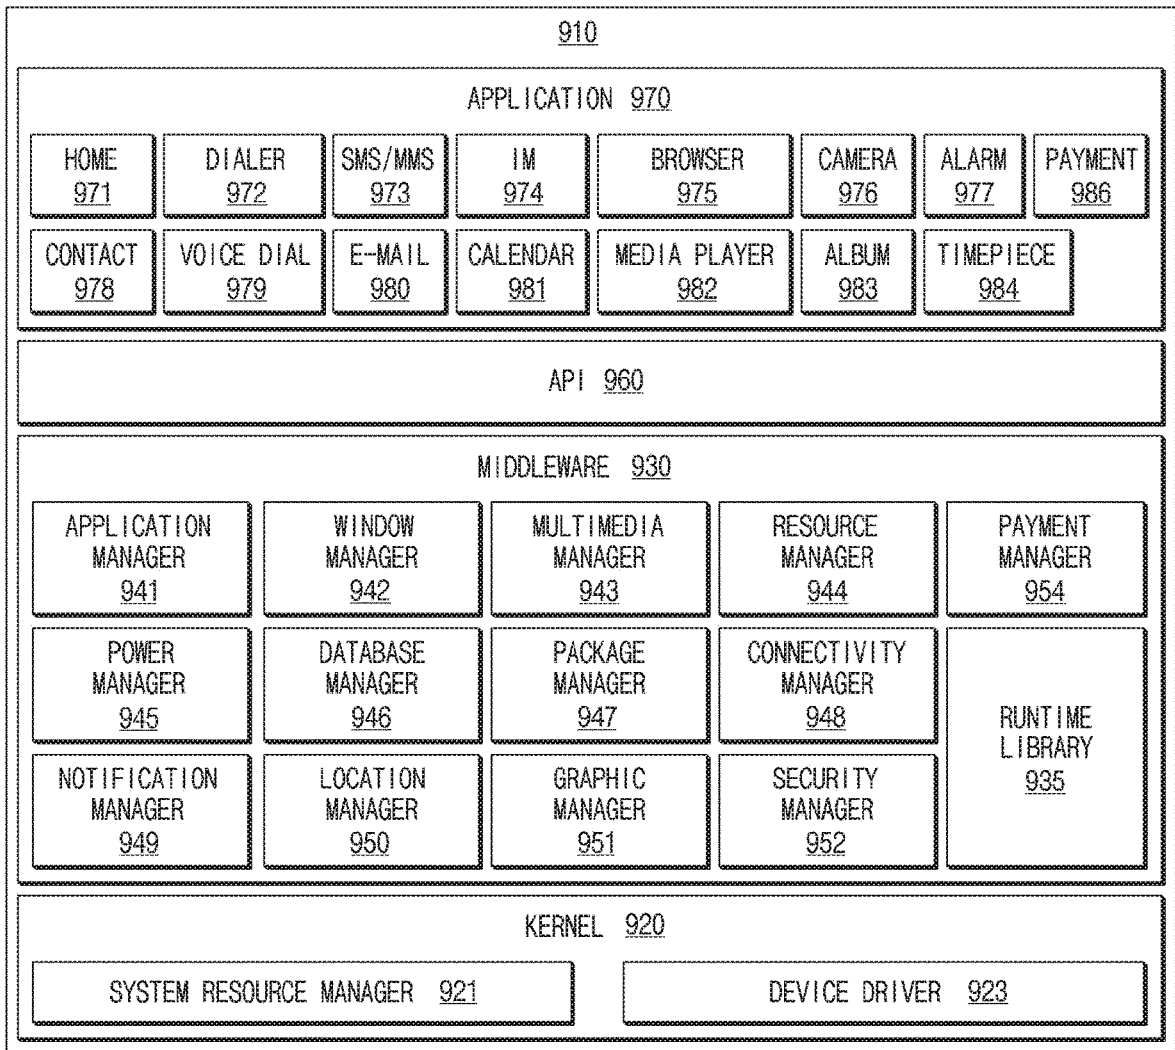 910
APPLICATION 970
HOME 971
DIALER 972
SMS/MMS 973
IM 974
BROWSER 975
CAMERA 976
ALARM 977
PAYMENT 986
CONTACT 978
VOICE DIAL 979
E-MAIL 980
CALENDAR 981
MEDIA PLAYER 982
ALBUM 983
TIMEPIECE 984
API 960
MIDDLEWARE 930
APPLICATION
MANAGER
941
WINDOW
MANAGER
942
MULTIMEDIA
MANAGER
943
RESOURCE
MANAGER
944
PAYMENT
MANAGER
954
POWER
MANAGER
945
DATABASE
MANAGER
946
PACKAGE
MANAGER
947
CONNECTIVITY
MANAGER
948
RUNTIME
LIBRARY
935
NOTIFICATION
MANAGER
949
LOCATION
MANAGER
950
GRAPHIC
MANAGER
951
SECURITY
MANAGER
952
KERNEL 920
SYSTEM RESOURCE MANAGER 921
DEVICE DRIVER 923